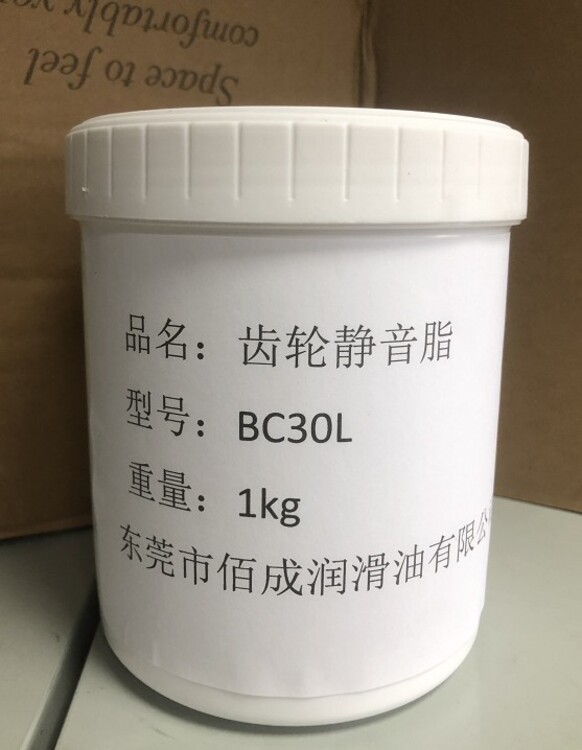 Space to feel
comfortably yo
品名：齿轮静音脂
型号：BC30L
重量：1kg
东莞市佰成润滑油有限公